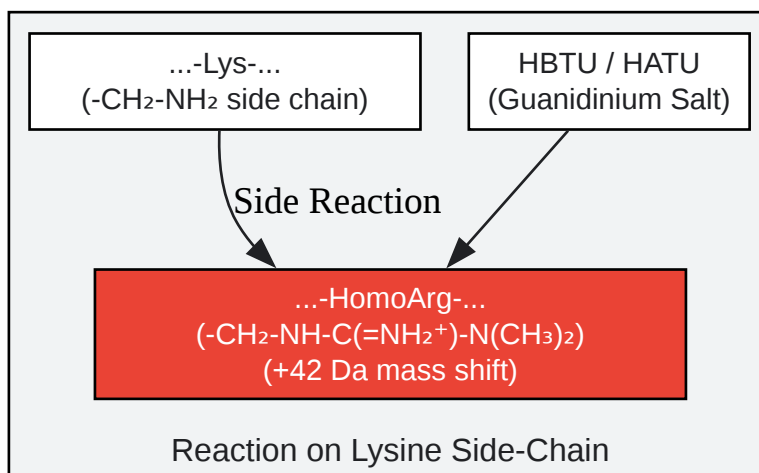 ...-Lys-...
(-CH₂-NH₂ side chain)
HBTU / HATU
(Guanidinium Salt)
Side Reaction
...-HomoArg-...
(-CH₂-NH-C(=NH₂⁺)-N(CH₃)₂)
(+42 Da mass shift)
Reaction on Lysine Side-Chain